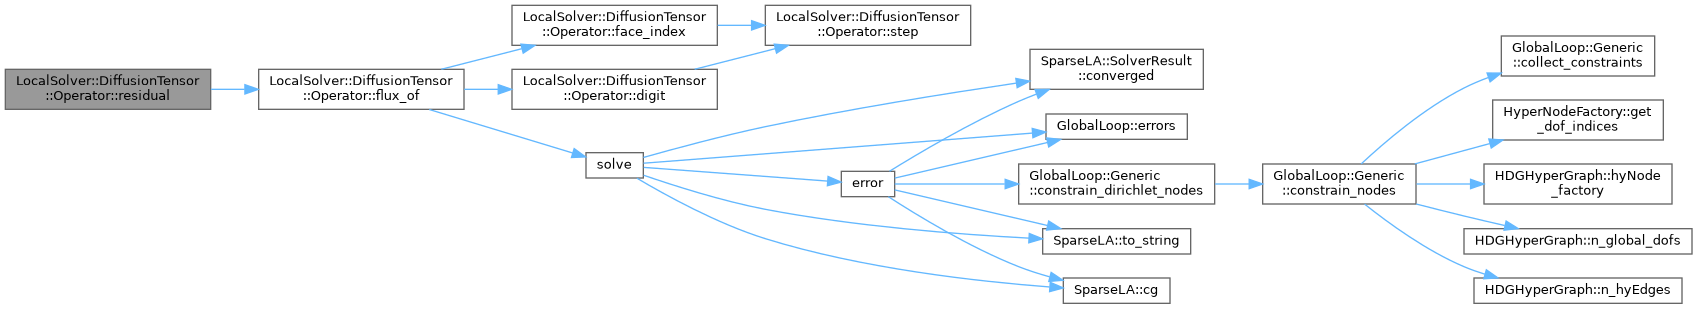 LocalSolver::DiffusionTensor
::Operator::residual
LocalSolver::DiffusionTensor
::Operator::flux_of
LocalSolver::DiffusionTensor
::Operator::face_index
LocalSolver::DiffusionTensor
::Operator::digit
LocalSolver::DiffusionTensor
::Operator::step
solve
error
SparseLA::SolverResult
::converged
GlobalLoop::errors
GlobalLoop::Generic
::constrain_dirichlet_nodes
SparseLA::to_string
SparseLA::cg
GlobalLoop::Generic
::constrain_nodes
GlobalLoop::Generic
::collect_constraints
HyperNodeFactory::get
_dof_indices
HDGHyperGraph::hyNode
_factory
HDGHyperGraph::n_global_dofs
HDGHyperGraph::n_hyEdges